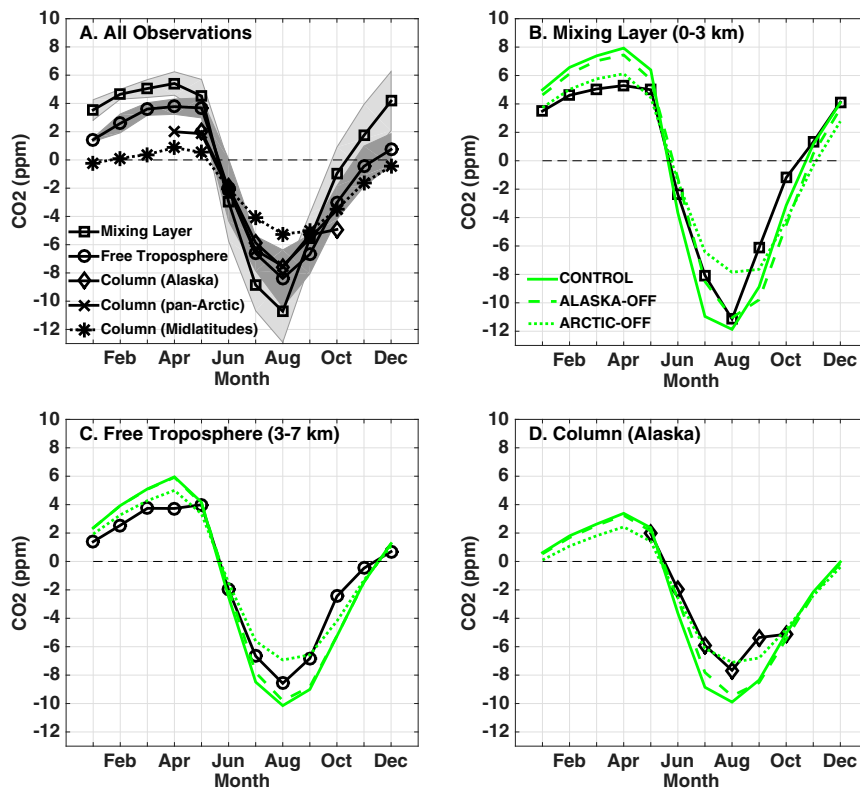 A. All Observations
10
8
6
4
2
0
-2
-4
-6
-8
-10
-12
CO2 (ppm)
Mixing Layer
Free Troposphere
Column (Alaska)
Column (pan-Arctic)
Column (Midlatitudes)
Feb Apr Jun Aug Oct Dec
Month
B. Mixing Layer (0-3 km)
10
8
6
4
2
0
-2
-4
-6
-8
-10
-12
CO2 (ppm)
CONTROL
ALASKA-OFF
ARCTIC-OFF
Feb Apr Jun Aug Oct Dec
Month
C. Free Troposphere (3-7 km)
10
8
6
4
2
0
-2
-4
-6
-8
-10
-12
CO2 (ppm)
Feb Apr Jun Aug Oct Dec
Month
D. Column (Alaska)
10
8
6
4
2
0
-2
-4
-6
-8
-10
-12
CO2 (ppm)
Feb Apr Jun Aug Oct Dec
Month